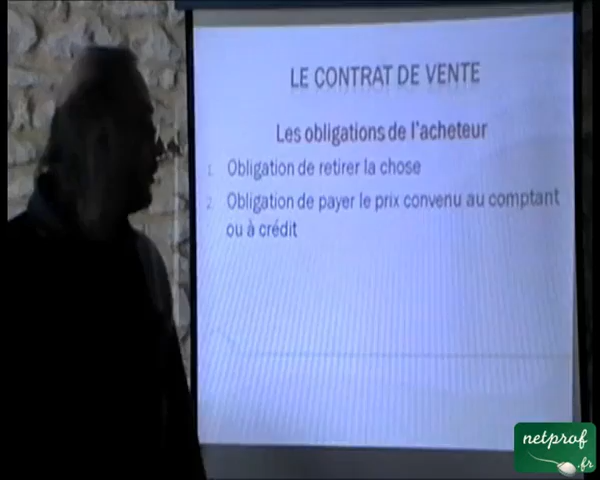 LE CONTRAT DE VENTE
Les obligations de l'acheteur
1. Obligation de retirer la chose
2. Obligation de payer le prix convenu au comptant
ou à crédit
netprof
.fr